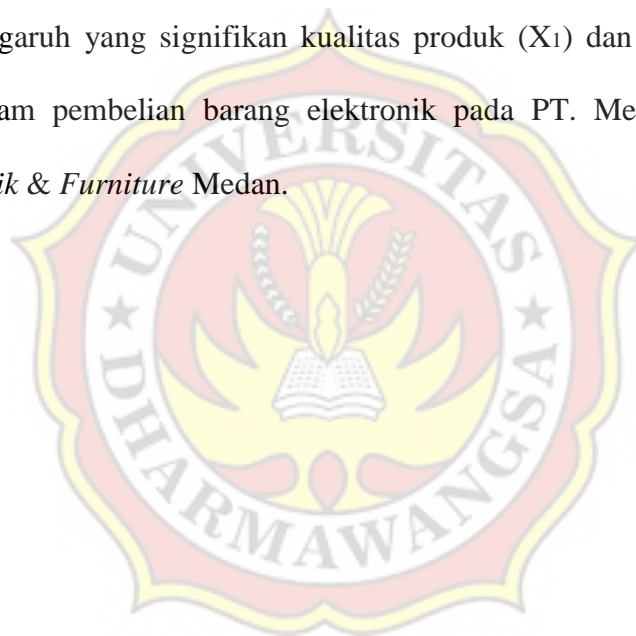 garuh yang signifikan kualitas produk (X1) dan
am pembelian barang elektronik pada PT. Me
ik & Furniture Medan.
UNIVERSITAS
DHARMAWANGSA